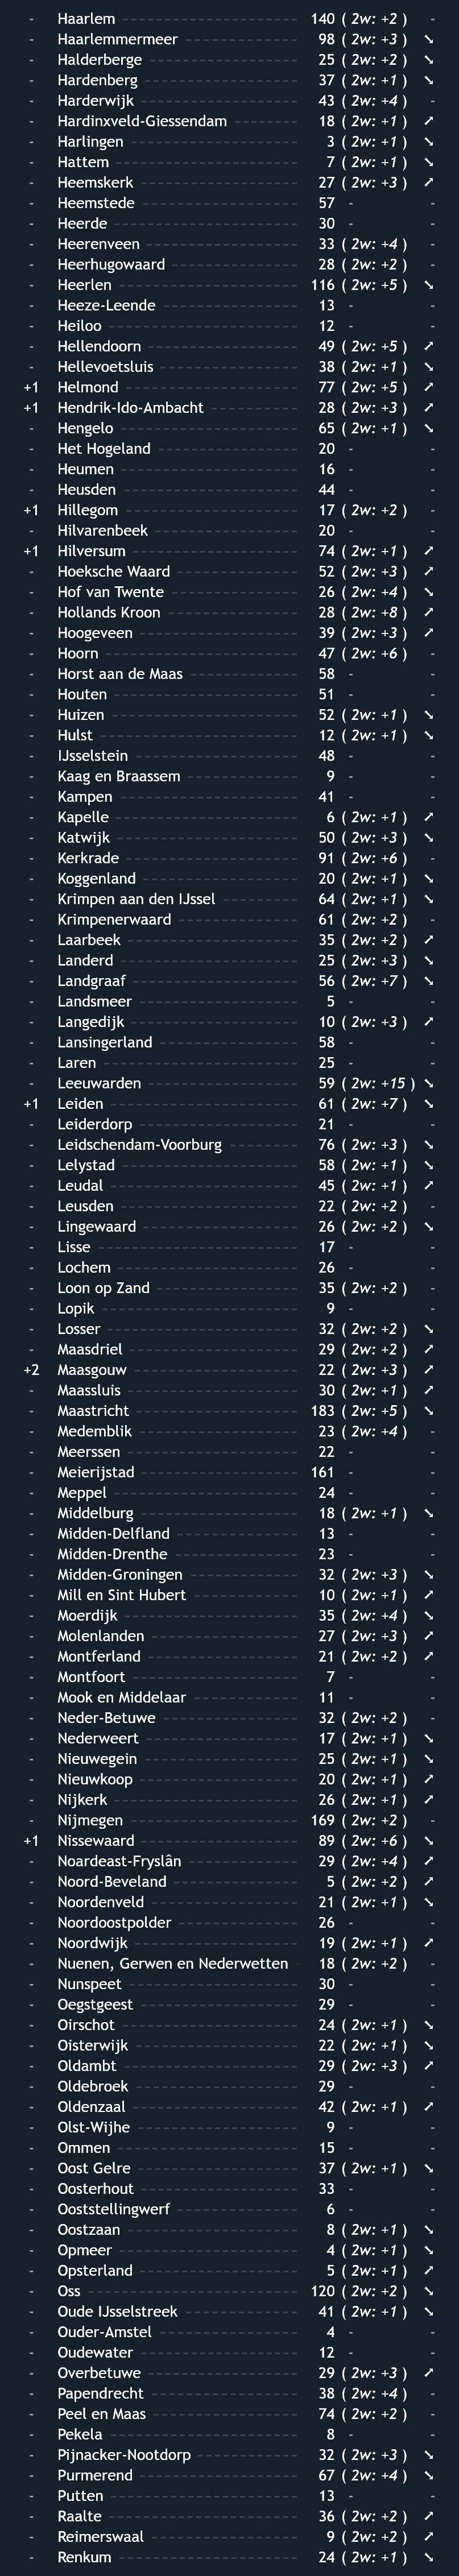 - Haarlem 140 ( 2w: +2 ) -
- Haarlemmermeer 98 ( 2w: +3 ) ➘
- Halderberge 25 ( 2w: +2 ) ➘
- Hardenberg 37 ( 2w: +1 ) ➘
- Harderwijk 43 ( 2w: +4 ) -
- Hardinxveld-Giessendam 18 ( 2w: +1 ) ➚
- Harlingen 3 ( 2w: +1 ) ➘
- Hattem 7 ( 2w: +1 ) ➘
- Heemskerk 27 ( 2w: +3 ) ➚
- Heemstede 57 - -
- Heerde 30 - -
- Heerenveen 33 ( 2w: +4 ) -
- Heerhugowaard 28 ( 2w: +2 ) -
- Heerlen 116 ( 2w: +5 ) ➘
- Heeze-Leende 13 - -
- Heiloo 12 - -
- Hellendoorn 49 ( 2w: +5 ) ➚
- Hellevoetsluis 38 ( 2w: +1 ) ➘
+1 Helmond 77 ( 2w: +5 ) ➚
+1 Hendrik-Ido-Ambacht 28 ( 2w: +3 ) ➚
- Hengelo 65 ( 2w: +1 ) ➘
- Het Hogeland 20 - -
- Heumen 16 - -
- Heusden 44 - -
+1 Hillegom 17 ( 2w: +2 ) -
- Hilvarenbeek 20 - -
+1 Hilversum 74 ( 2w: +1 ) ➚
- Hoeksche Waard 52 ( 2w: +3 ) ➚
- Hof van Twente 26 ( 2w: +4 ) ➘
- Hollands Kroon 28 ( 2w: +8 ) ➚
- Hoogeveen 39 ( 2w: +3 ) ➚
- Hoorn 47 ( 2w: +6 ) -
- Horst aan de Maas 58 - -
- Houten 51 - -
- Huizen 52 ( 2w: +1 ) ➘
- Hulst 12 ( 2w: +1 ) ➘
- IJsselstein 48 - -
- Kaag en Braassem 9 - -
- Kampen 41 - -
- Kapelle 6 ( 2w: +1 ) ➚
- Katwijk 50 ( 2w: +3 ) ➘
- Kerkrade 91 ( 2w: +6 ) -
- Koggenland 20 ( 2w: +1 ) ➘
- Krimpen aan den IJssel 64 ( 2w: +1 ) ➘
- Krimpenerwaard 61 ( 2w: +2 ) -
- Laarbeek 35 ( 2w: +2 ) ➚
- Landerd 25 ( 2w: +3 ) ➘
- Landgraaf 56 ( 2w: +7 ) ➘
- Landsmeer 5 - -
- Langedijk 10 ( 2w: +3 ) ➚
- Lansingerland 58 - -
- Laren 25 - -
- Leeuwarden 59 ( 2w: +15 ) ➘
+1 Leiden 61 ( 2w: +7 ) ➘
- Leiderdorp 21 - -
- Leidschendam-Voorburg 76 ( 2w: +3 ) ➘
- Lelystad 58 ( 2w: +1 ) ➘
- Leudal 45 ( 2w: +1 ) ➚
- Leusden 22 ( 2w: +2 ) -
- Lingewaard 26 ( 2w: +2 ) ➘
- Lisse 17 - -
- Lochem 26 - -
- Loon op Zand 35 ( 2w: +2 ) -
- Lopik 9 - -
- Losser 32 ( 2w: +2 ) ➘
- Maasdriel 29 ( 2w: +2 ) ➚
+2 Maasgouw 22 ( 2w: +3 ) ➚
- Maassluis 30 ( 2w: +1 ) ➚
- Maastricht 183 ( 2w: +5 ) ➘
- Medemblik 23 ( 2w: +4 ) -
- Meerssen 22 - -
- Meierijstad 161 - -
- Meppel 24 - -
- Middelburg 18 ( 2w: +1 ) ➘
- Midden-Delfland 13 - -
- Midden-Drenthe 23 - -
- Midden-Groningen 32 ( 2w: +3 ) ➘
- Mill en Sint Hubert 10 ( 2w: +1 ) ➚
- Moerdijk 35 ( 2w: +4 ) ➘
- Molenlanden 27 ( 2w: +3 ) ➚
- Montferland 21 ( 2w: +2 ) ➚
- Montfoort 7 - -
- Mook en Middelaar 11 - -
- Neder-Betuwe 32 ( 2w: +2 ) -
- Nederweert 17 ( 2w: +1 ) ➘
- Nieuwegein 25 ( 2w: +1 ) ➘
- Nieuwkoop 20 ( 2w: +1 ) ➚
- Nijkerk 26 ( 2w: +1 ) ➚
- Nijmegen 169 ( 2w: +2 ) -
+1 Nissewaard 89 ( 2w: +6 ) ➘
- Noardeast-Fryslân 29 ( 2w: +4 ) ➚
- Noord-Beveland 5 ( 2w: +2 ) ➚
- Noordenveld 21 ( 2w: +1 ) ➘
- Noordoostpolder 26 - -
- Noordwijk 19 ( 2w: +1 ) ➚
- Nuenen, Gerwen en Nederwetten 18 ( 2w: +2 ) -
- Nunspeet 30 - -
- Oegstgeest 29 - -
- Oirschot 24 ( 2w: +1 ) ➘
- Oisterwijk 22 ( 2w: +1 ) ➘
- Oldambt 29 ( 2w: +3 ) ➚
- Oldebroek 29 - -
- Oldenzaal 42 ( 2w: +1 ) ➚
- Olst-Wijhe 9 - -
- Ommen 15 - -
- Oost Gelre 37 ( 2w: +1 ) ➘
- Oosterhout 33 - -
- Ooststellingwerf 6 - -
- Oostzaan 8 ( 2w: +1 ) ➘
- Opmeer 4 ( 2w: +1 ) ➘
- Opsterland 5 ( 2w: +1 ) ➚
- Oss 120 ( 2w: +2 ) ➘
- Oude IJsselstreek 41 ( 2w: +1 ) ➘
- Ouder-Amstel 4 - -
- Oudewater 12 - -
- Overbetuwe 29 ( 2w: +3 ) ➚
- Papendrecht 38 ( 2w: +4 ) -
- Peel en Maas 74 ( 2w: +2 ) -
- Pekela 8 - -
- Pijnacker-Nootdorp 32 ( 2w: +3 ) ➘
- Purmerend 67 ( 2w: +4 ) ➘
- Putten 13 - -
- Raalte 36 ( 2w: +2 ) ➚
- Reimerswaal 9 ( 2w: +2 ) ➚
- Renkum 24 ( 2w: +1 ) ➘